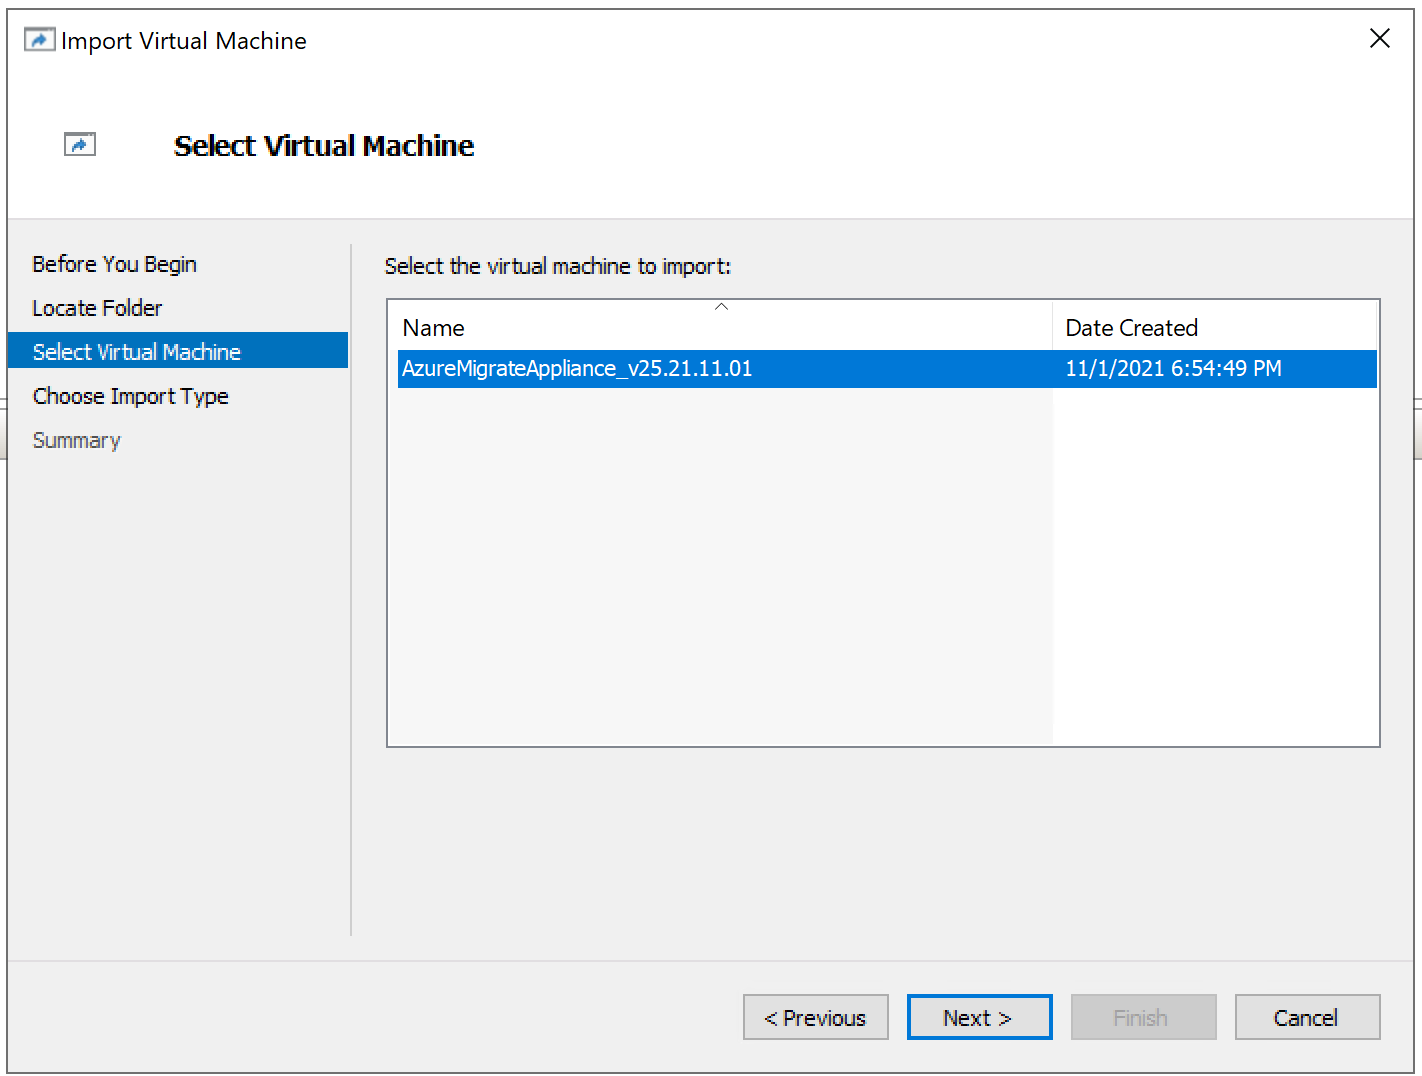 Import Virtual Machine
Select Virtual Machine
Before You Begin
Locate Folder
Select Virtual Machine
Choose Import Type
Summary
Select the virtual machine to import:
Name Date Created
AzureMigrateAppliance_v25.21.11.01 11/1/2021 6:54:49 PM
< Previous Next > Finish Cancel